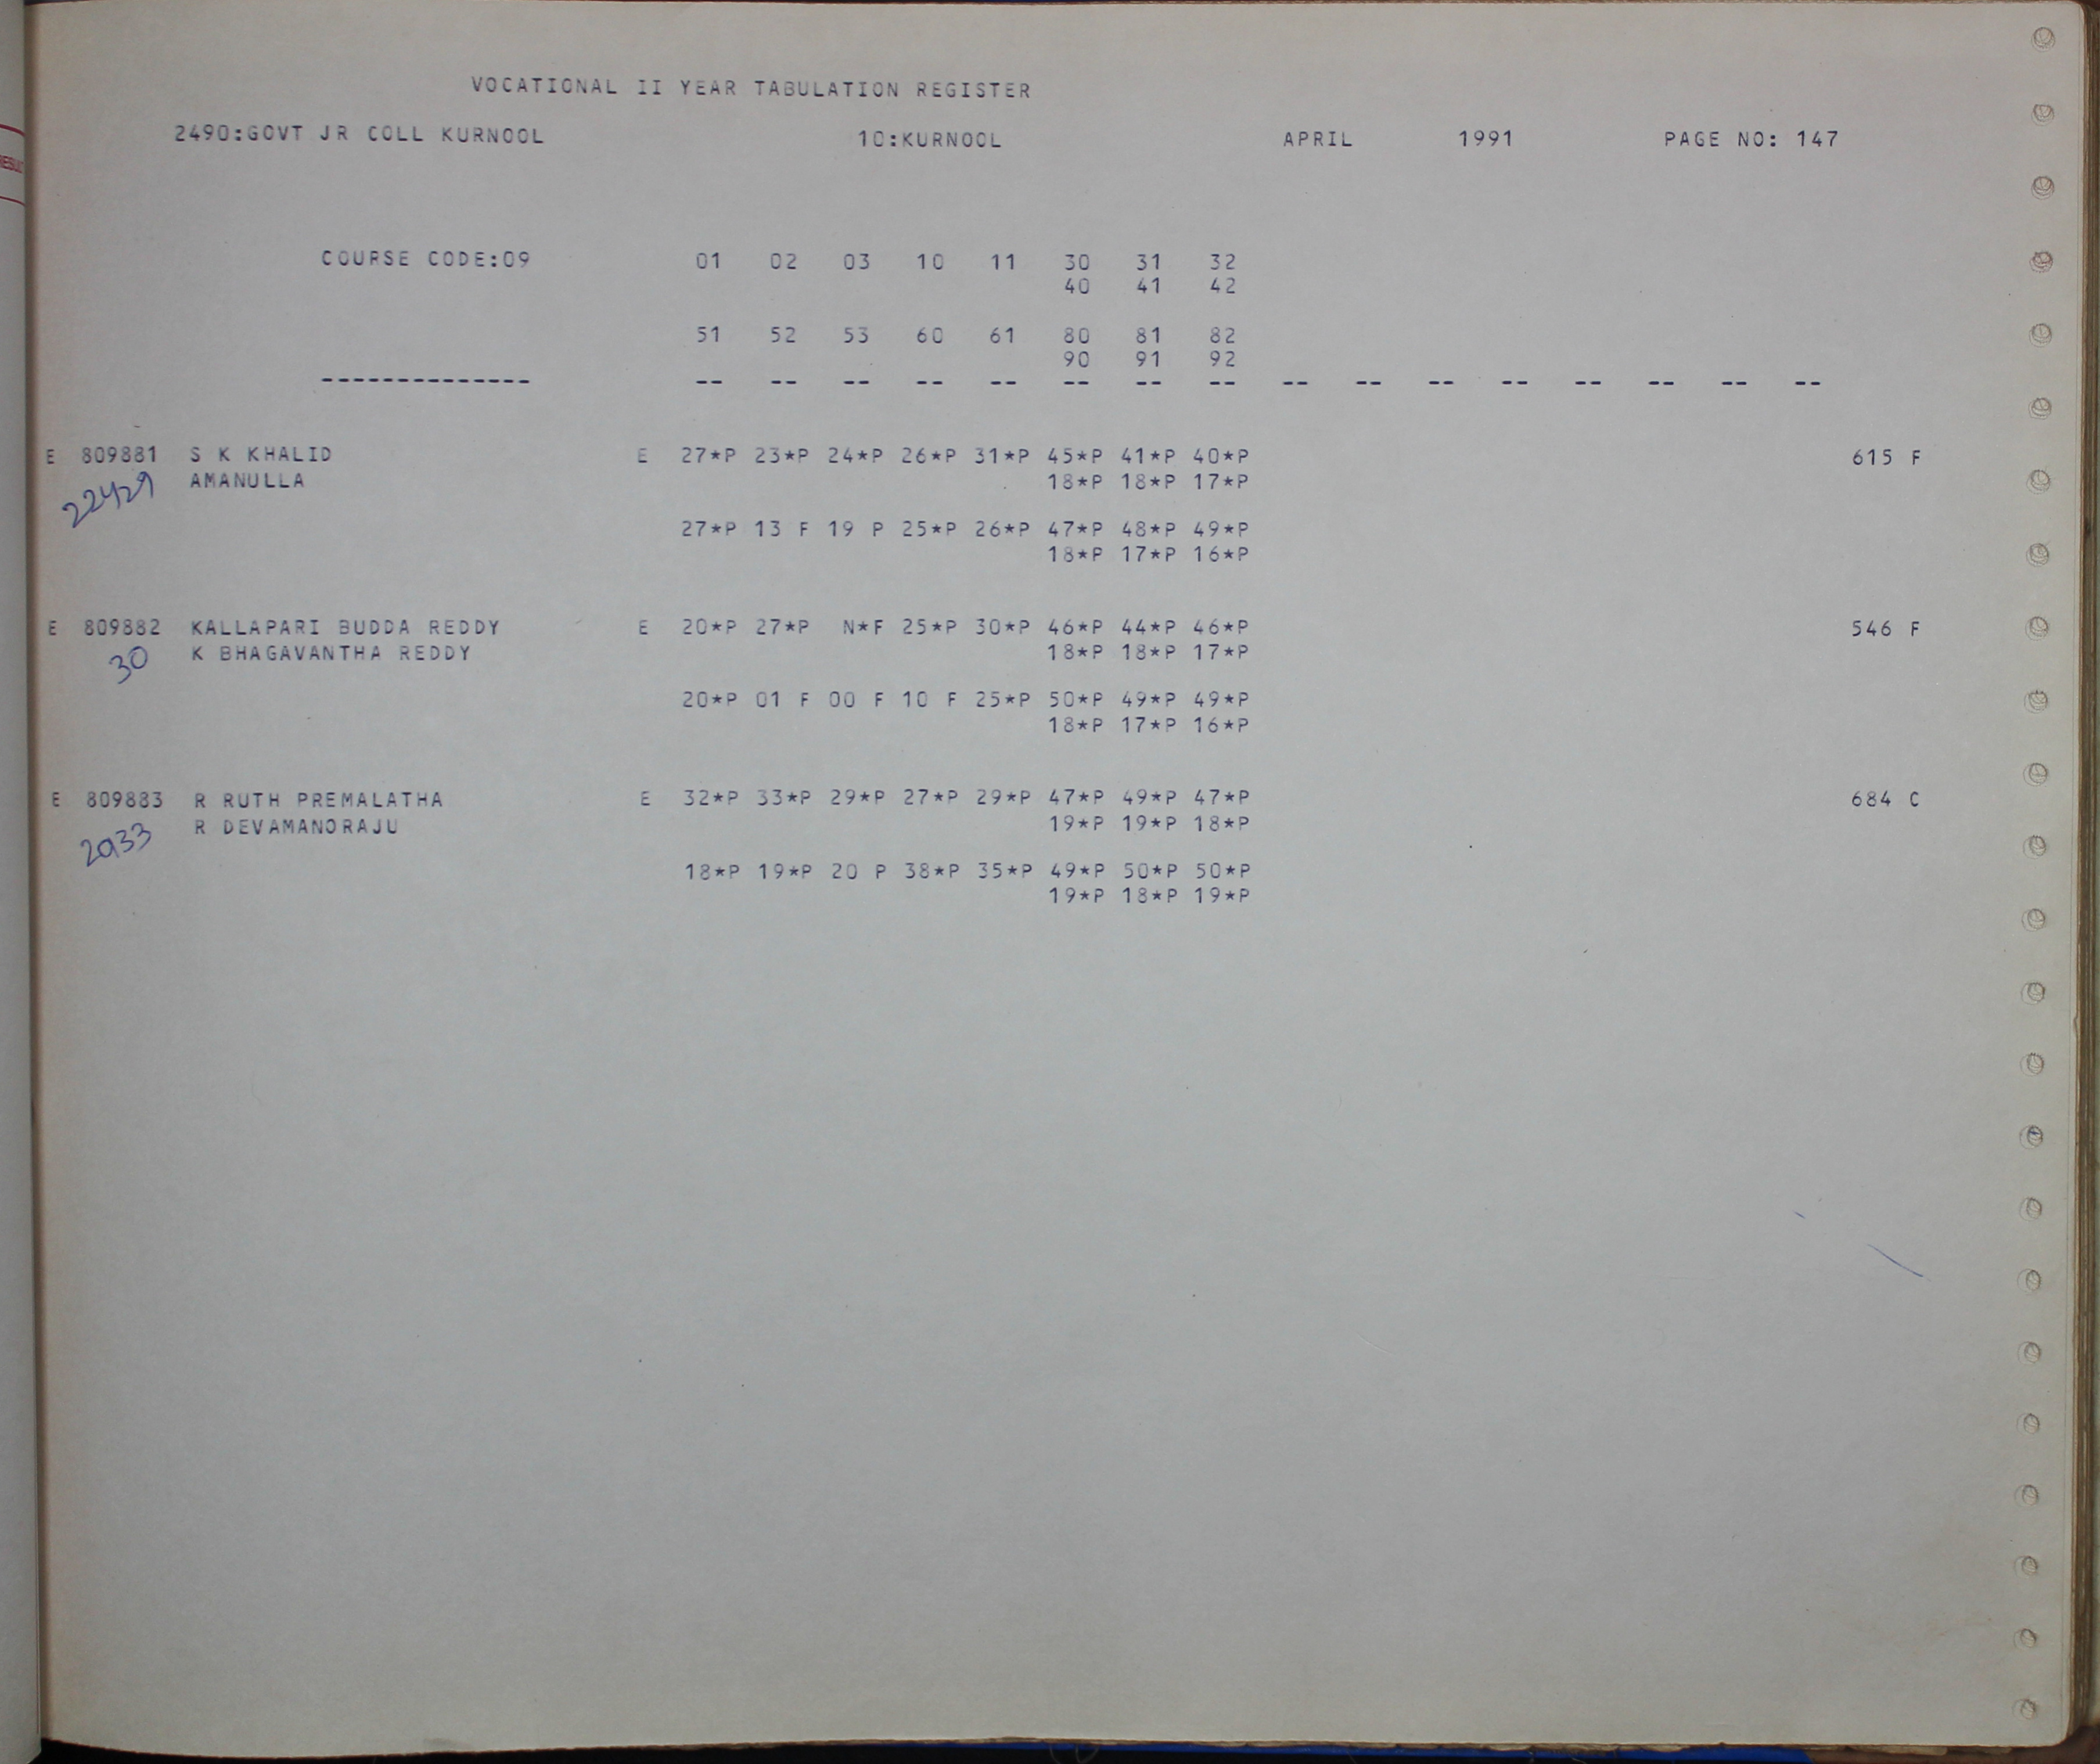 VOCATIONAL II YEAR TABULATION REGISTER
2490:GOVT JR COLL KURNOOL 10:KURNOOL APRIL 1991 PAGE NO: 147
COURSE CODE:09 01 02 03 10 11 30 31 32
40 41 42
51 52 53 60 61 80 81 82
90 91 92
-------------- -- -- -- -- -- -- -- -- -- -- -- -- -- -- -- --
E 809881 S K KHALID E 27*P 23*P 24*P 26*P 31*P 45*P 41*P 40*P 615 F
AMANULLA 18*P 18*P 17*P
22429
27*P 13 F 19 P 25*P 26*P 47*P 48*P 49*P
18*P 17*P 16*P
E 809882 KALLAPARI BUDDA REDDY E 20*P 27*P N*F 25*P 30*P 46*P 44*P 46*P 546 F
30 K BHAGAVANTHA REDDY 18*P 18*P 17*P
20*P 01 F 00 F 10 F 25*P 50*P 49*P 49*P
18*P 17*P 16*P
E 809883 R RUTH PREMALATHA E 32*P 33*P 29*P 27*P 29*P 47*P 49*P 47*P 684 C
R DEVAMANORAJU 19*P 19*P 18*P
18*P 19*P 20 P 38*P 35*P 49*P 50*P 50*P
19*P 18*P 19*P